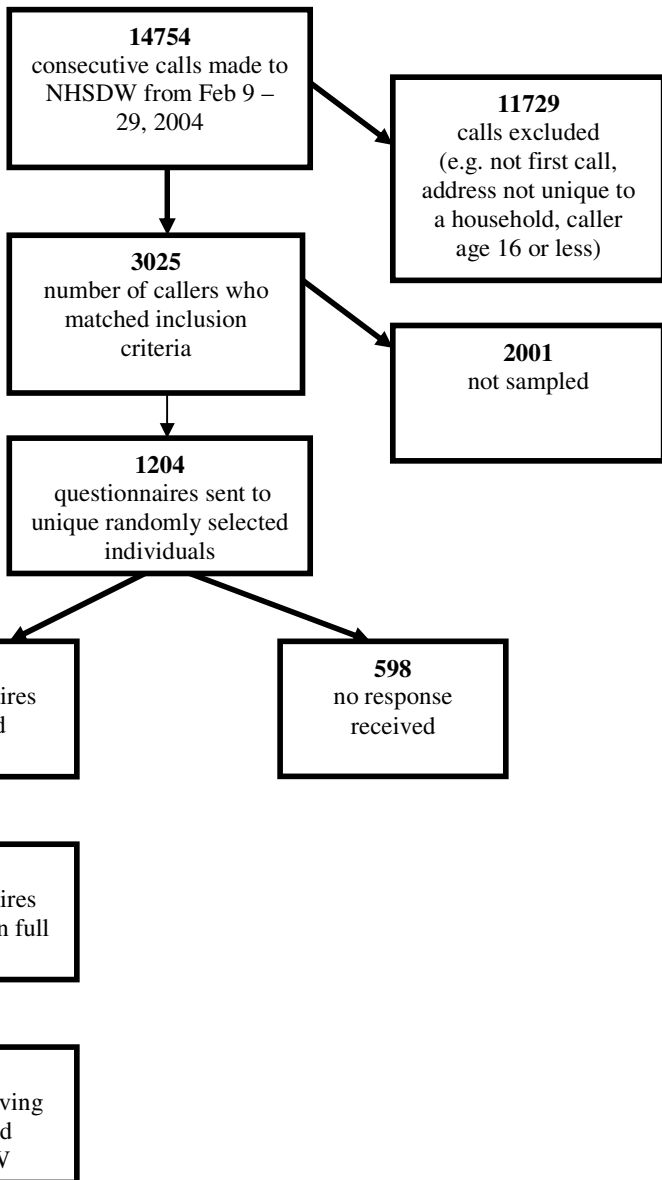 14754
consecutive calls made to
NHSDW from Feb 9 –
29, 2004
11729
calls excluded
(e.g. not first call,
address not unique to
a household, caller
age 16 or less)
3025
number of callers who
matched inclusion
criteria
2001
not sampled
1204
questionnaires sent to
unique randomly selected
individuals
598
no response
received
full